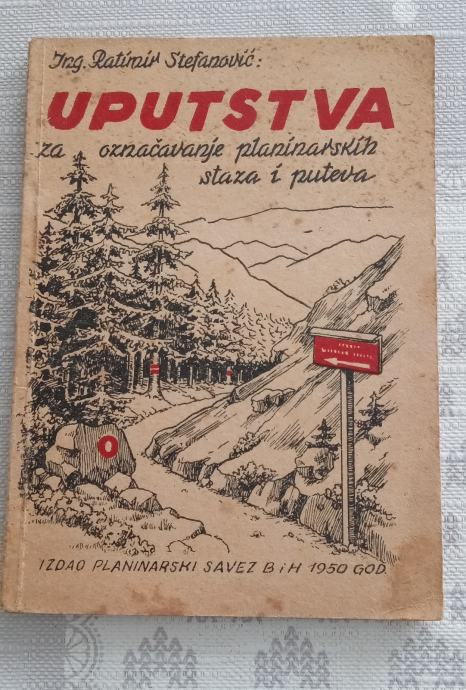 Ing. Ratimir Stefanović:
UPUTSTVA
za označavanje planinarskih
staza i puteva
IZDAO PLANINARSKI SAVEZ B i H 1950 GOD.